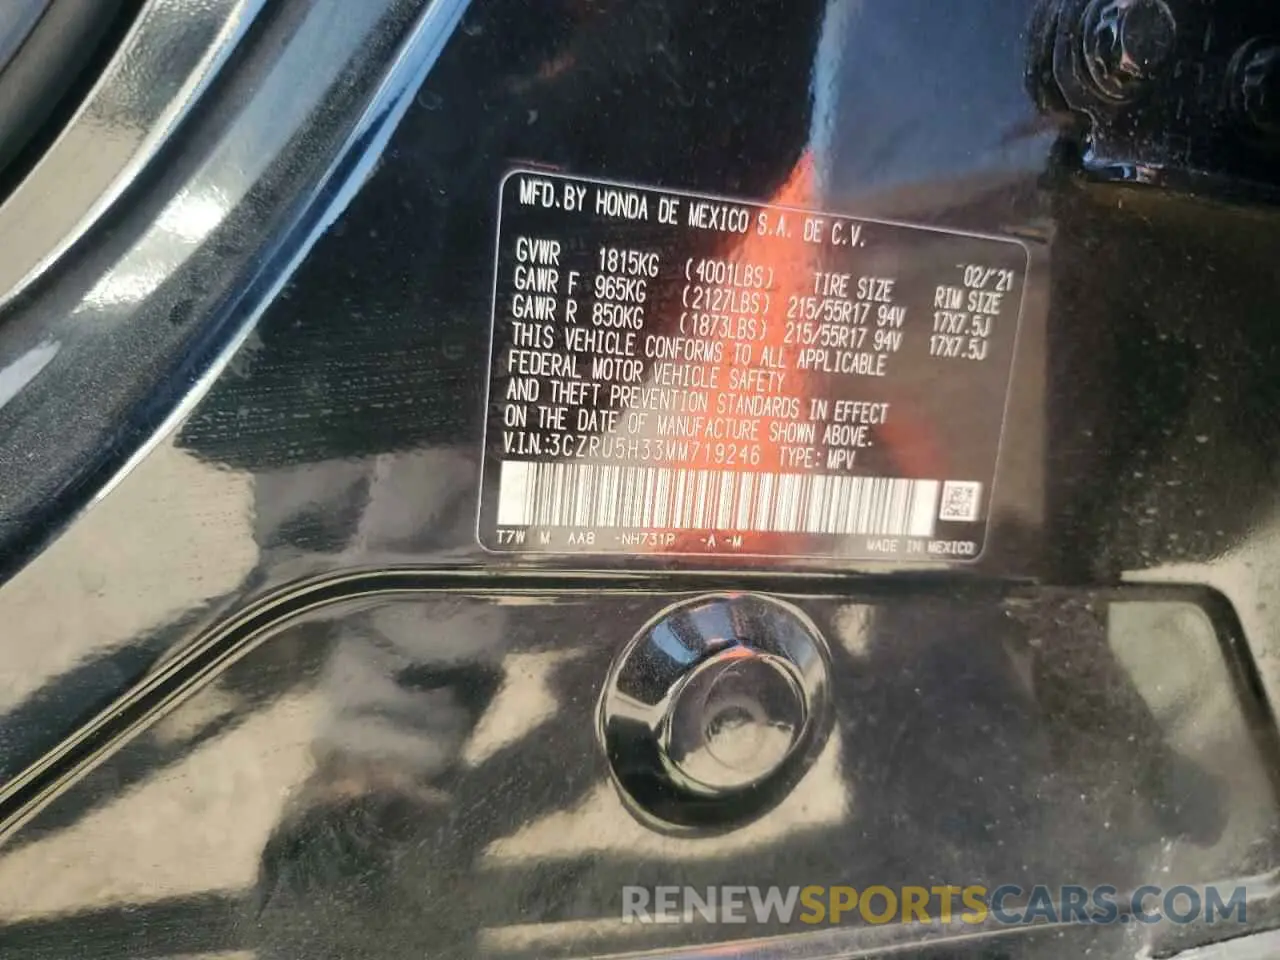 MFD.BY HONDA DE MEXICO S.A. DE C.V.
02/'21
GVWR 1815KG (4001LBS) TIRE SIZE RIM SIZE
GAWR F 965KG (2127LBS) 215/55R17 94V 17X7.5J
GAWR R 850KG (1873LBS) 215/55R17 94V 17X7.5J
THIS VEHICLE CONFORMS TO ALL APPLICABLE
FEDERAL MOTOR VEHICLE SAFETY
AND THEFT PREVENTION STANDARDS IN EFFECT
ON THE DATE OF MANUFACTURE SHOWN ABOVE.
V.I.N.:3CZRU5H33MM719246 TYPE: MPV
T7W M AA8 -NH731P -A -M MADE IN MEXICO
RENEWSPORTSCARS.COM